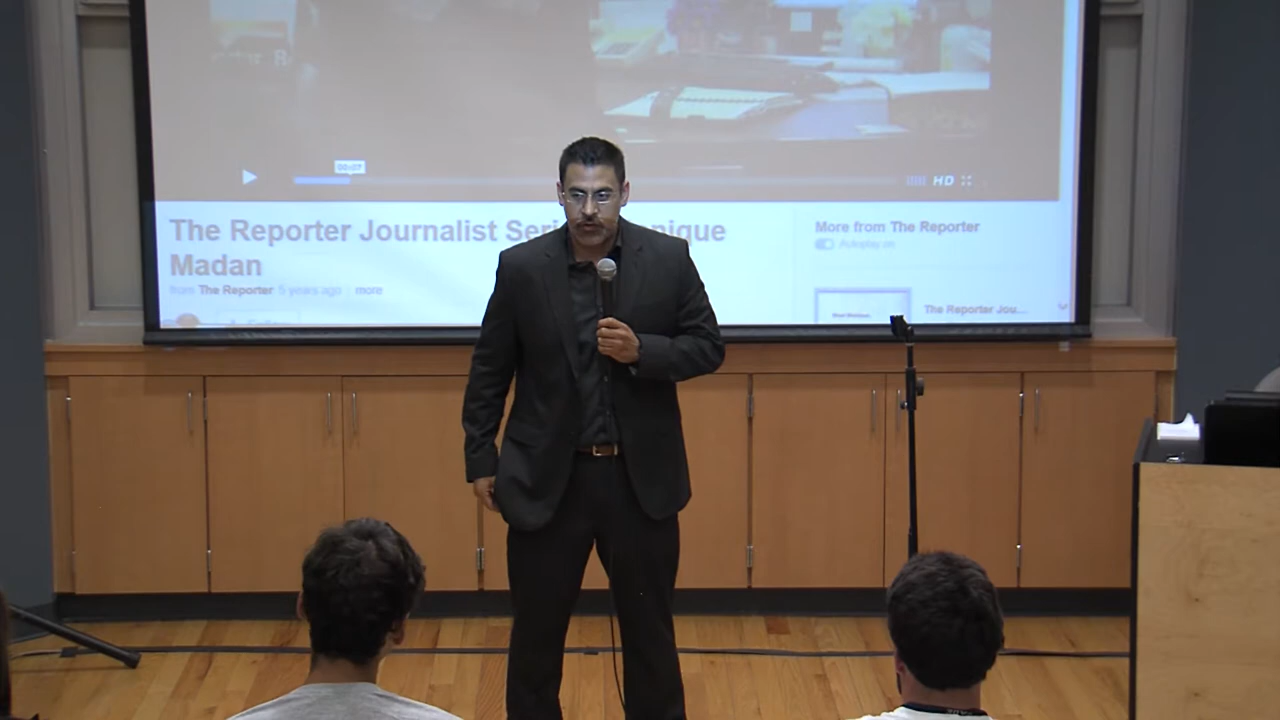 00:07
HD
The Reporter Journalist Seri nique
Madan
from The Reporter 5 years ago more
More from The Reporter
Autoplay on
The Reporter Jou...